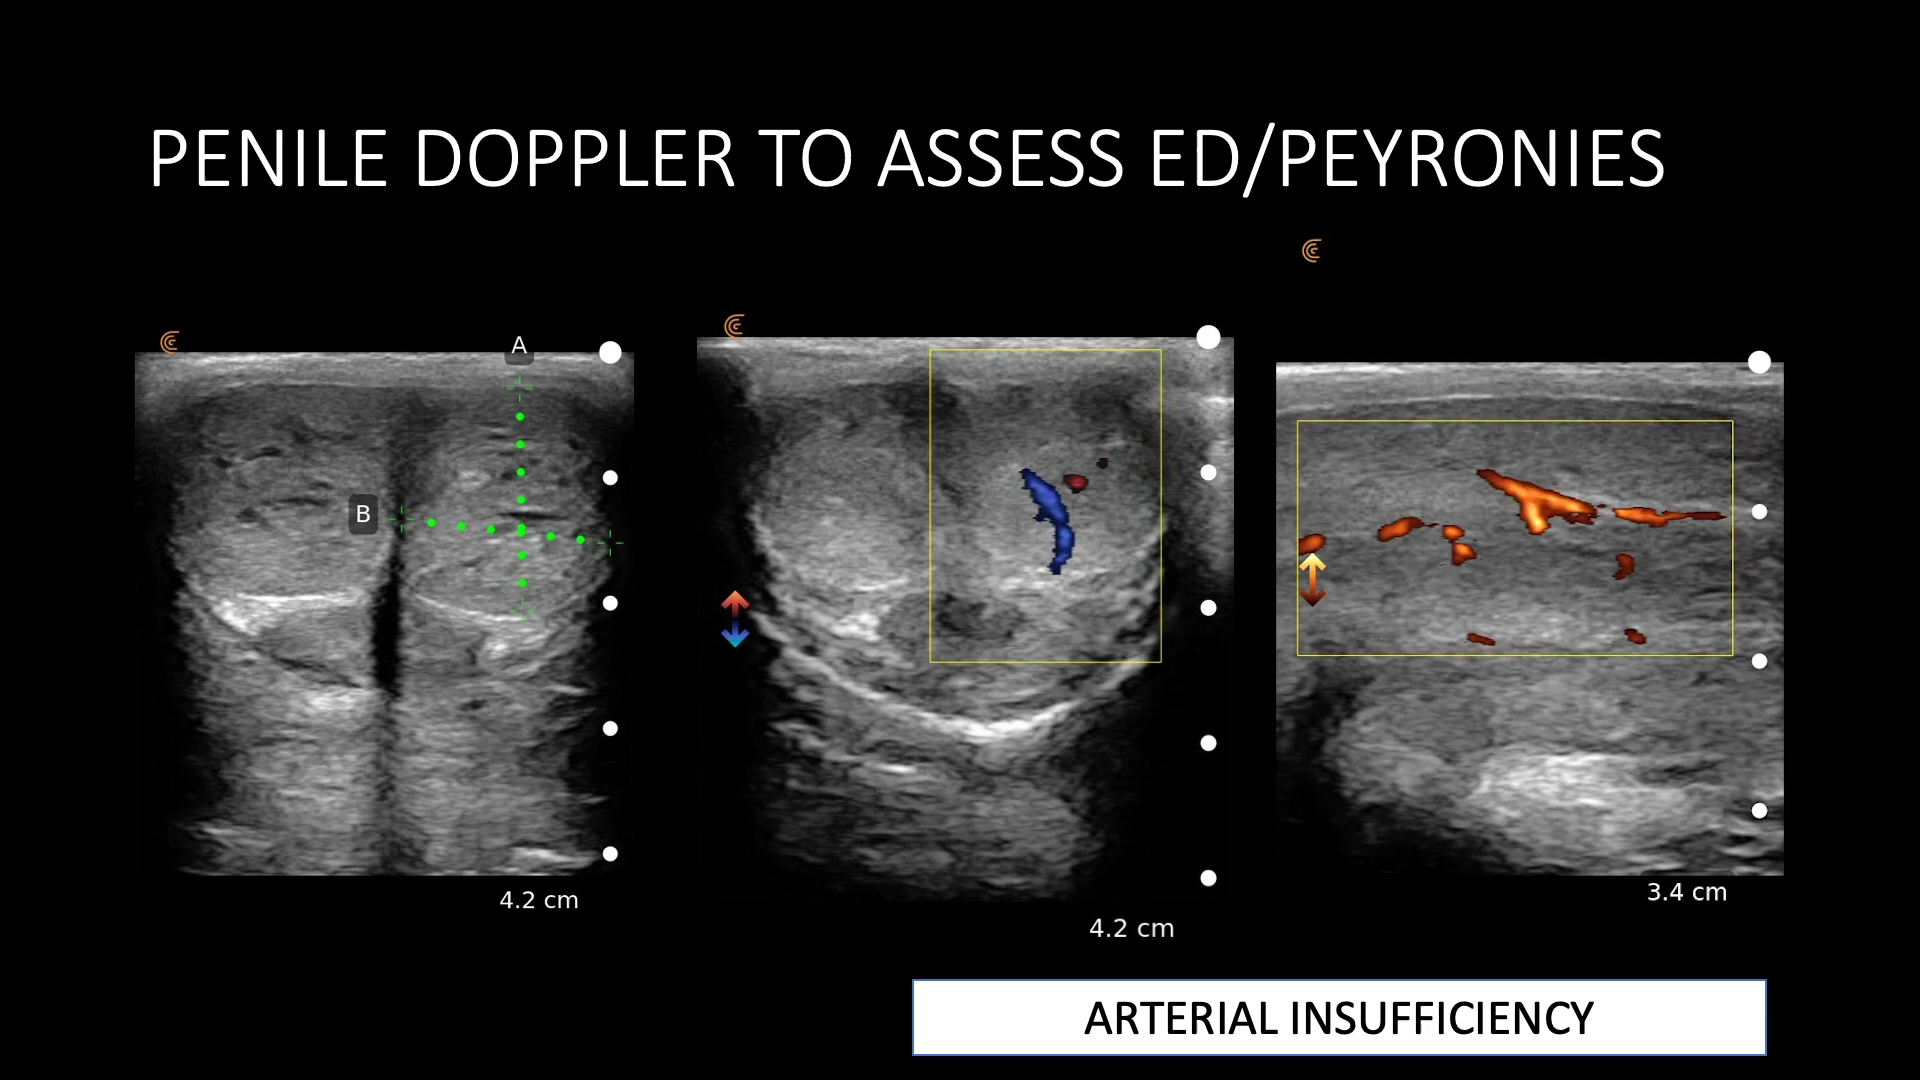 PENILE DOPPLER TO ASSESS ED/PEYRONIES
A
B
4.2 cm
4.2 cm
3.4 cm
ARTERIAL INSUFFICIENCY